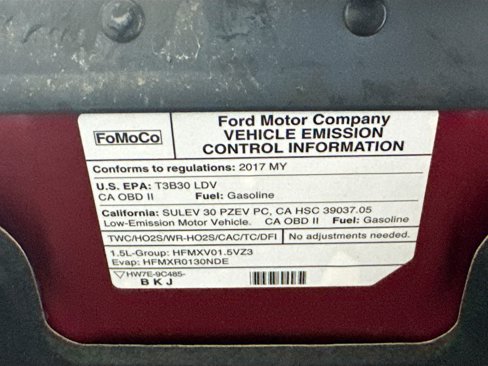 FoMoCo
Ford Motor Company
VEHICLE EMISSION
CONTROL INFORMATION
Conforms to regulations: 2017 MY
U.S. EPA: T3B30 LDV
CA OBD II Fuel: Gasoline
California: SULEV 30 PZEV PC, CA HSC 39037.05
Low-Emission Motor Vehicle. CA OBD II Fuel: Gasoline
TWC/HO2S/WR-HO2S/CAC/TC/DFI No adjustments needed.
1.5L-Group: HFMXV01.5VZ3
Evap: HFMXR0130NDE
HW7E-9C485-
B K J